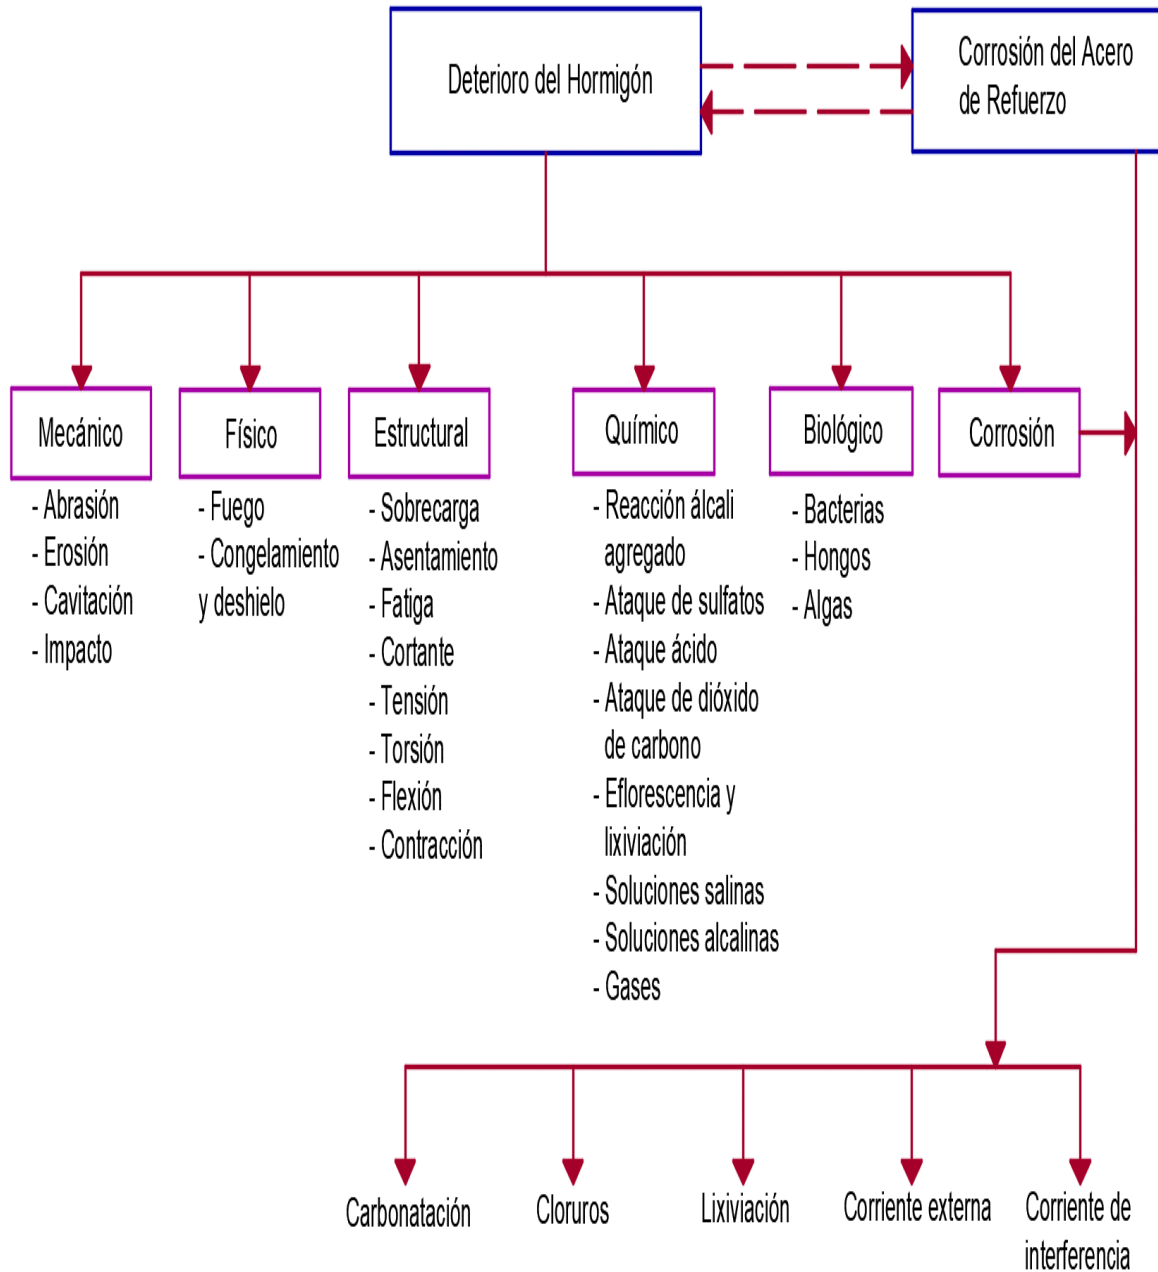 Deterioro del Hormigón
Corrosión del Acero
de Refuerzo
Mecánico
- Abrasión
- Erosión
- Cavitación
- Impacto
Físico
- Fuego
- Congelamiento
y deshielo
Estructural
- Sobrecarga
- Asentamiento
- Fatiga
- Cortante
- Tensión
- Torsión
- Flexión
- Contracción
Químico
- Reacción álcali
agregado
- Ataque de sulfatos
- Ataque ácido
- Ataque de dióxido
de carbono
- Eflorescencia y
lixiviación
- Soluciones salinas
- Soluciones alcalinas
- Gases
Biológico
- Bacterias
- Hongos
- Algas
Corrosión
Carbonatación
Cloruros
Lixiviación
Corriente externa
Corriente de
interferencia